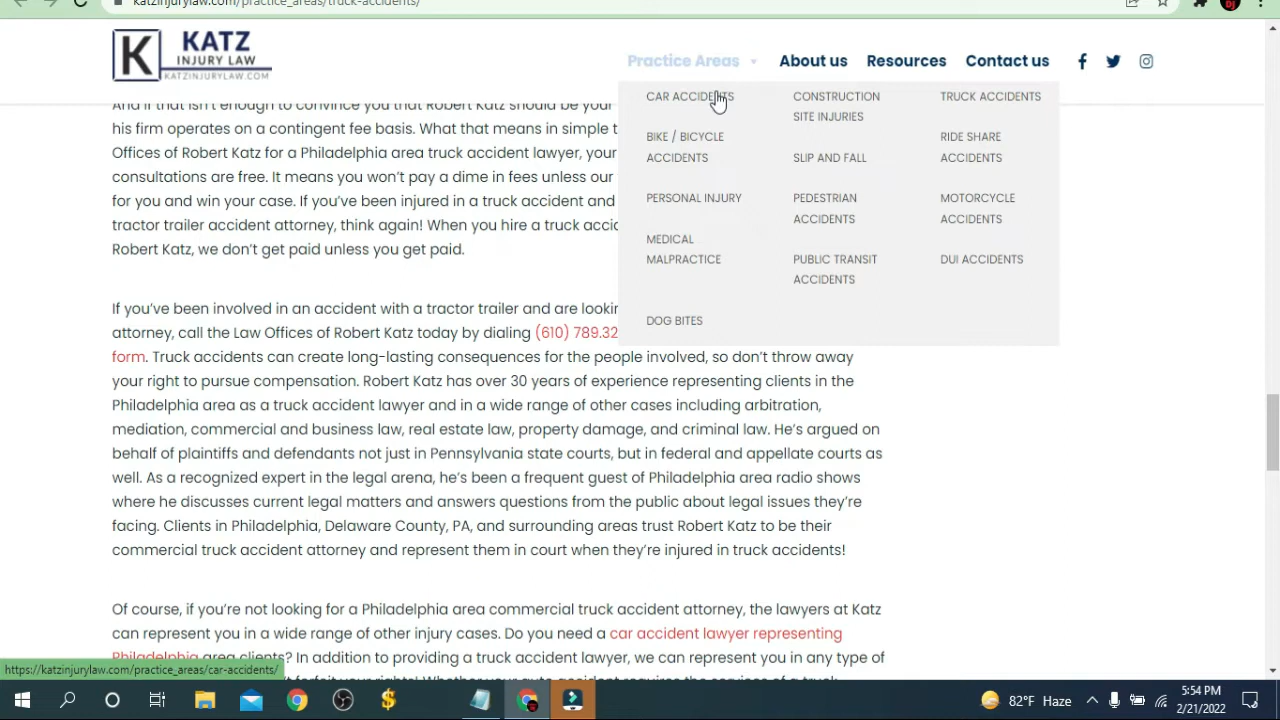 katzinjurylaw.com/practice_areas/truck-accidents/
K KATZ
INJURY LAW
KATZINJURYLAW.COM
Practice Areas About us Resources Contact us
CAR ACCIDENTS
BIKE / BICYCLE
ACCIDENTS
PERSONAL INJURY
MEDICAL
MALPRACTICE
DOG BITES
CONSTRUCTION
SITE INJURIES
SLIP AND FALL
PEDESTRIAN
ACCIDENTS
PUBLIC TRANSIT
ACCIDENTS
TRUCK ACCIDENTS
RIDE SHARE
ACCIDENTS
MOTORCYCLE
ACCIDENTS
DUI ACCIDENTS
And if that isn't enough to convince you that Robert Katz should be your
his firm operates on a contingent fee basis. What that means in simple t
Offices of Robert Katz for a Philadelphia area truck accident lawyer, your
consultations are free. It means you won't pay a dime in fees unless our
for you and win your case. If you've been injured in a truck accident and
tractor trailer accident attorney, think again! When you hire a truck accid
Robert Katz, we don't get paid unless you get paid.
If you've been involved in an accident with a tractor trailer and are lookin
attorney, call the Law Offices of Robert Katz today by dialing (610) 789.32
form. Truck accidents can create long-lasting consequences for the people involved, so don't throw away
your right to pursue compensation. Robert Katz has over 30 years of experience representing clients in the
Philadelphia area as a truck accident lawyer and in a wide range of other cases including arbitration,
mediation, commercial and business law, real estate law, property damage, and criminal law. He's argued on
behalf of plaintiffs and defendants not just in Pennsylvania state courts, but in federal and appellate courts as
well. As a recognized expert in the legal arena, he's been a frequent guest of Philadelphia area radio shows
where he discusses current legal matters and answers questions from the public about legal issues they're
facing. Clients in Philadelphia, Delaware County, PA, and surrounding areas trust Robert Katz to be their
commercial truck accident attorney and represent them in court when they're injured in truck accidents!
Of course, if you're not looking for a Philadelphia area commercial truck accident attorney, the lawyers at Katz
can represent you in a wide range of other injury cases. Do you need a car accident lawyer representing
Philadelphia area clients? In addition to providing a truck accident lawyer, we can represent you in any type of
https://katzinjurylaw.com/practice_areas/car-accidents/
82°F Haze
5:54 PM
2/21/2022